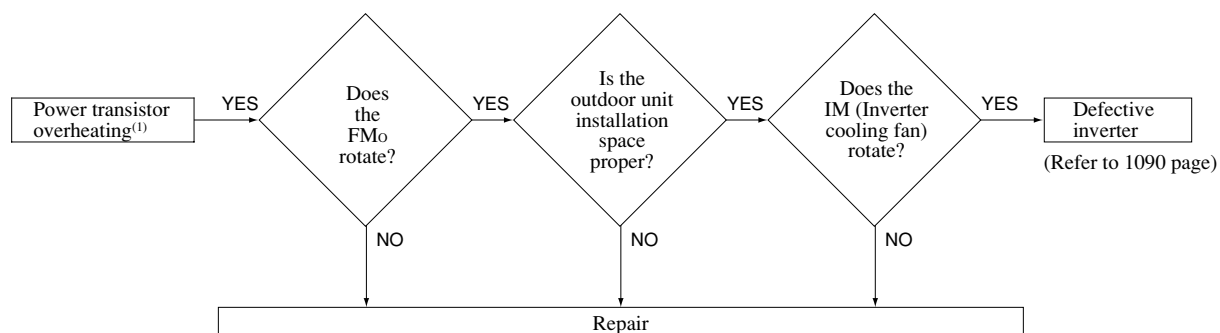 Power transistor
overheating(1)
YES
Does
the
FMo
rotate?
YES
Is the
outdoor unit
installation
space
proper?
YES
Does the
IM (Inverter
cooling fan)
rotate?
YES
Defective
inverter
(Refer to 1090 page)
NO
NO
NO
Repair